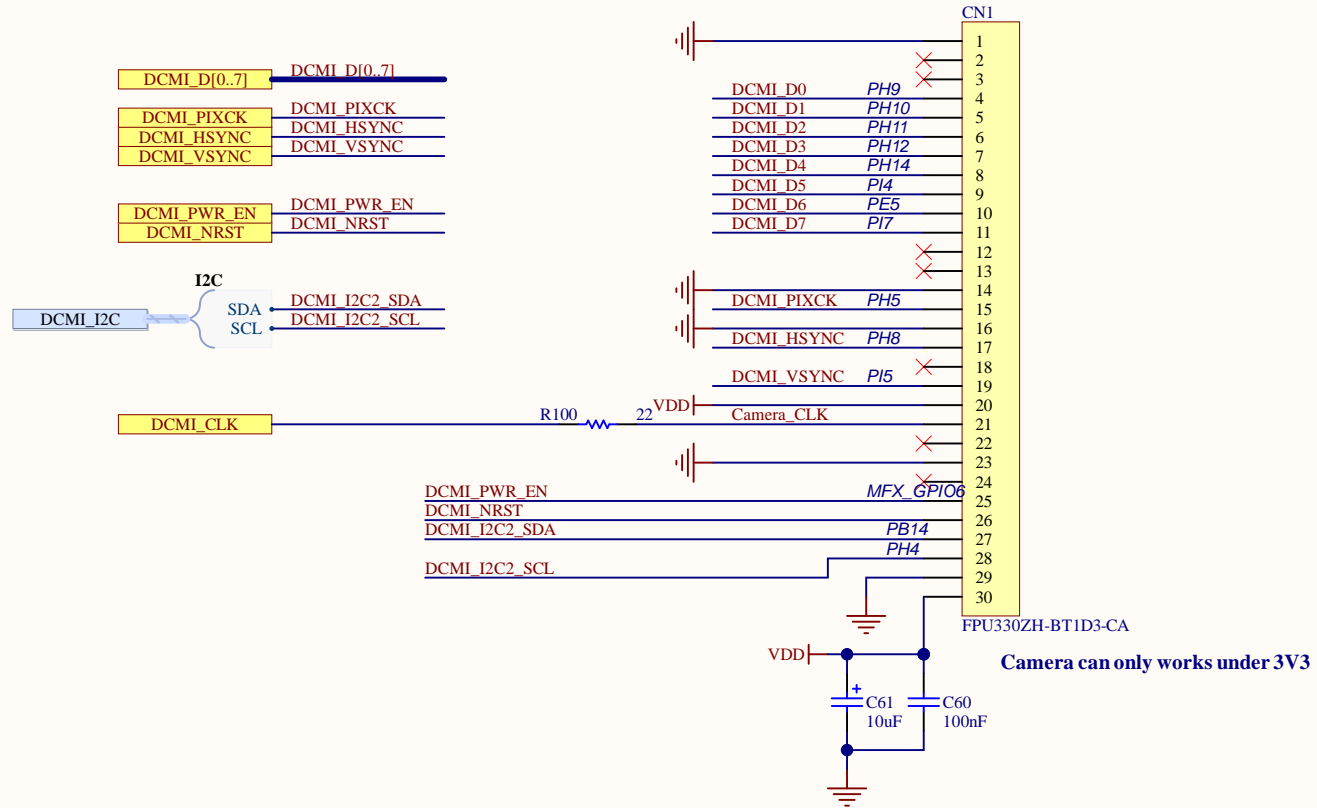 CN1
1
2
3
DCMI_D[0..7] DCMI_D[0..7]
DCMI_D0 PH9 4
DCMI_PIXCK DCMI_PIXCK
DCMI_D1 PH10 5
DCMI_HSYNC DCMI_HSYNC
DCMI_D2 PH11 6
DCMI_VSYNC DCMI_VSYNC
DCMI_D3 PH12 7
DCMI_D4 PH14 8
DCMI_D5 PI4 9
DCMI_PWR_EN DCMI_PWR_EN
DCMI_D6 PE5 10
DCMI_NRST DCMI_NRST
DCMI_D7 PI7 11
12
13
I2C
14
DCMI_I2C SDA DCMI_I2C2_SDA
DCMI_PIXCK PH5 15
SCL DCMI_I2C2_SCL
16
DCMI_HSYNC PH8 17
18
DCMI_VSYNC PI5 19
VDD 20
DCMI_CLK R100 22 Camera_CLK 21
22
23
24
DCMI_PWR_EN MFX_GPIO6 25
DCMI_NRST 26
DCMI_I2C2_SDA PB14 27
PH4 28
DCMI_I2C2_SCL 29
30
FPU330ZH-BT1D3-CA
VDD
Camera can only works under 3V3
+
C61 C60
10uF 100nF